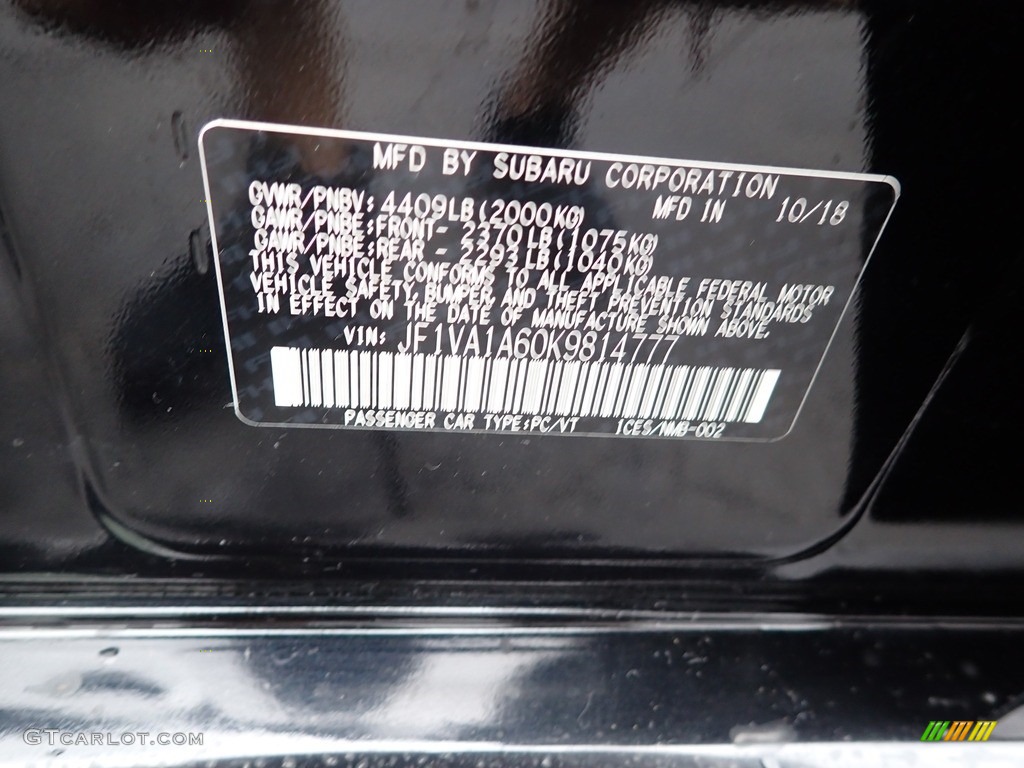 MFD BY SUBARU CORPORATION
GVWR/PNBV: 4409LB(2000KG) MFD IN 10/18
GAWR/PNBE:FRONT- 2370LB(1075KG)
GAWR/PNBE:REAR - 2293LB(1040KG)
THIS VEHICLE CONFORMS TO ALL APPLICABLE FEDERAL MOTOR
VEHICLE SAFETY, BUMPER, AND THEFT PREVENTION STANDARDS
IN EFFECT ON THE DATE OF MANUFACTURE SHOWN ABOVE.
VIN: JF1VA1A60K9814777
PASSENGER CAR TYPE:PC/VT ICES/NMB-002
GTCARLOT.COM